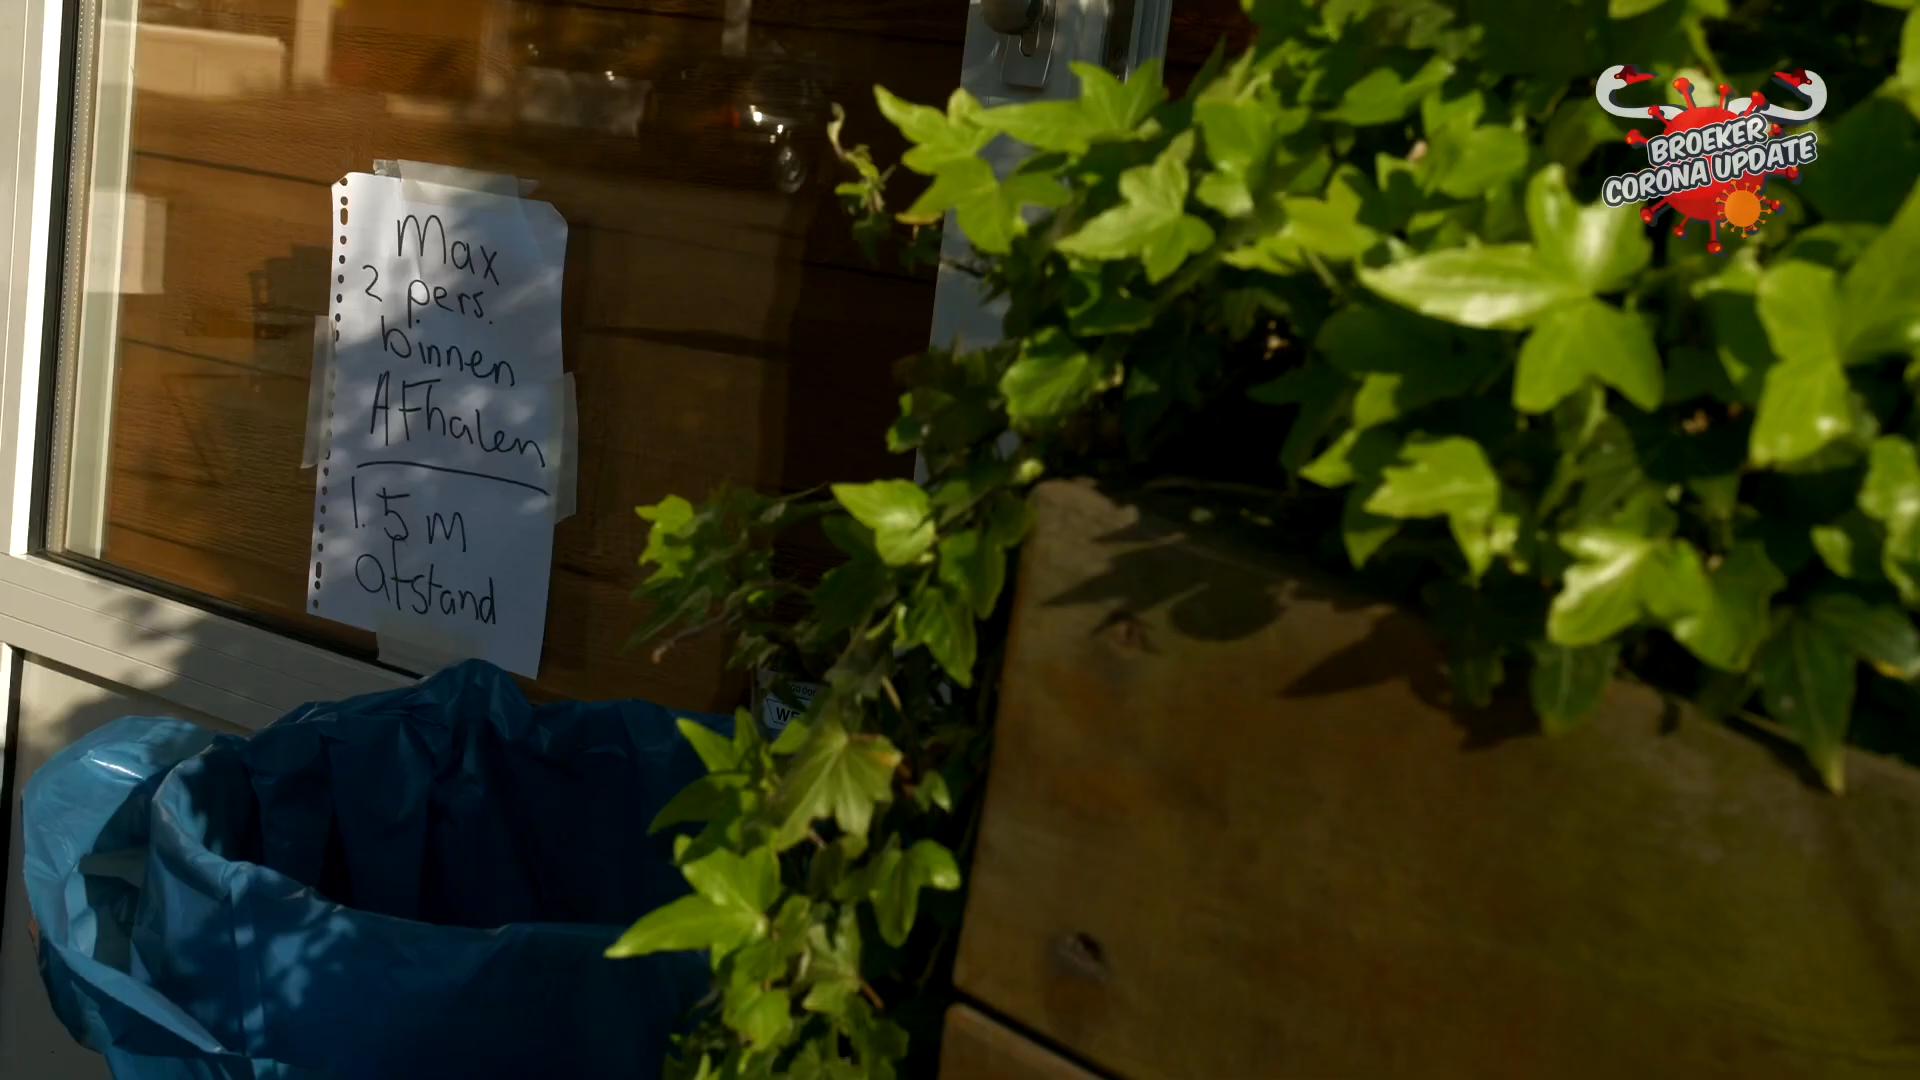 Max
2 pers.
binnen
AFhalen
1.5 m
afstand
BROEKER
CORONA UPDATE